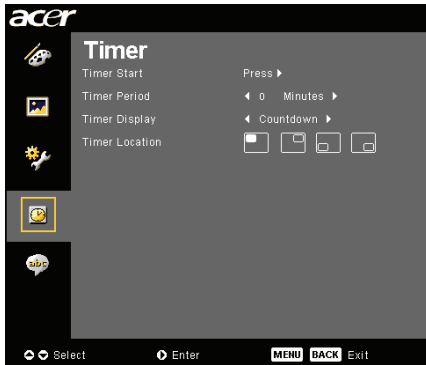 acer
Timer
Timer Start Press
Timer Period 0 Minutes
Timer Display Countdown
Timer Location
abc
Select Enter MENU BACK Exit